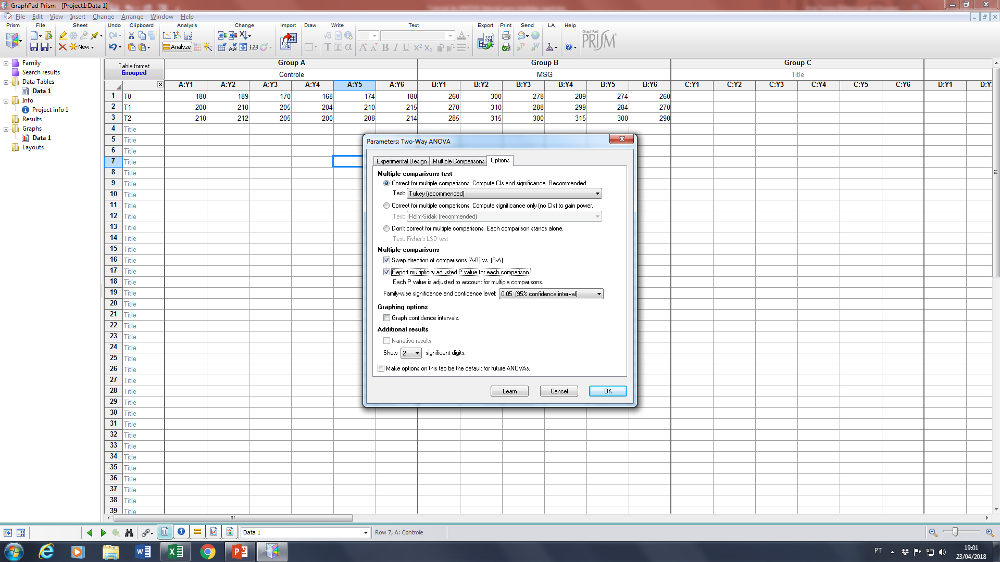 GraphPad Prism - [Project1:Data 1]
File Edit View Insert Change Arrange Window Help
Prism File Sheet Undo Clipboard Analysis Change Import Draw Write Text Export Print Send LA Help
New
Analyze
GraphPad
PRISM
Family
Search results
Data Tables
Data 1
Info
Project info 1
Results
Graphs
Data 1
Layouts
Table format:
Grouped
Group A Group B Group C
Controle MSG Title
A:Y1 A:Y2 A:Y3 A:Y4 A:Y5 A:Y6 B:Y1 B:Y2 B:Y3 B:Y4 B:Y5 B:Y6 C:Y1 C:Y2 C:Y3 C:Y4 C:Y5 C:Y6 D:Y1 D:Y
1 T0 180 189 170 168 174 180 260 300 278 289 274 260
2 T1 200 210 205 204 210 215 270 310 288 299 284 270
3 T2 210 212 205 200 208 214 285 315 300 315 300 290
4 Title
5 Title
6 Title
7 Title
8 Title
9 Title
10 Title
11 Title
12 Title
13 Title
14 Title
15 Title
16 Title
17 Title
18 Title
19 Title
20 Title
21 Title
22 Title
23 Title
24 Title
25 Title
26 Title
27 Title
28 Title
29 Title
30 Title
31 Title
32 Title
33 Title
34 Title
35 Title
36 Title
37 Title
38 Title
39 Title
Parameters: Two-Way ANOVA
Experimental Design Multiple Comparisons Options
Multiple comparisons test
Correct for multiple comparisons: Compute CIs and significance. Recommended.
Test: Tukey (recommended)
Correct for multiple comparisons: Compute significance only (no CIs) to gain power.
Test: Holm-Sidak (recommended)
Don't correct for multiple comparisons. Each comparison stands alone.
Test: Fisher's LSD test
Multiple comparisons
Swap direction of comparisons (A-B) vs. (B-A).
Report multiplicity adjusted P value for each comparison.
Each P value is adjusted to account for multiple comparisons.
Family-wise significance and confidence level: 0.05 (95% confidence interval)
Graphing options
Graph confidence intervals.
Additional results
Narrative results
Show 2 significant digits.
Make options on this tab be the default for future ANOVAs.
Learn Cancel OK
Data 1
Row 7, A: Controle
PT
19:01
23/04/2018